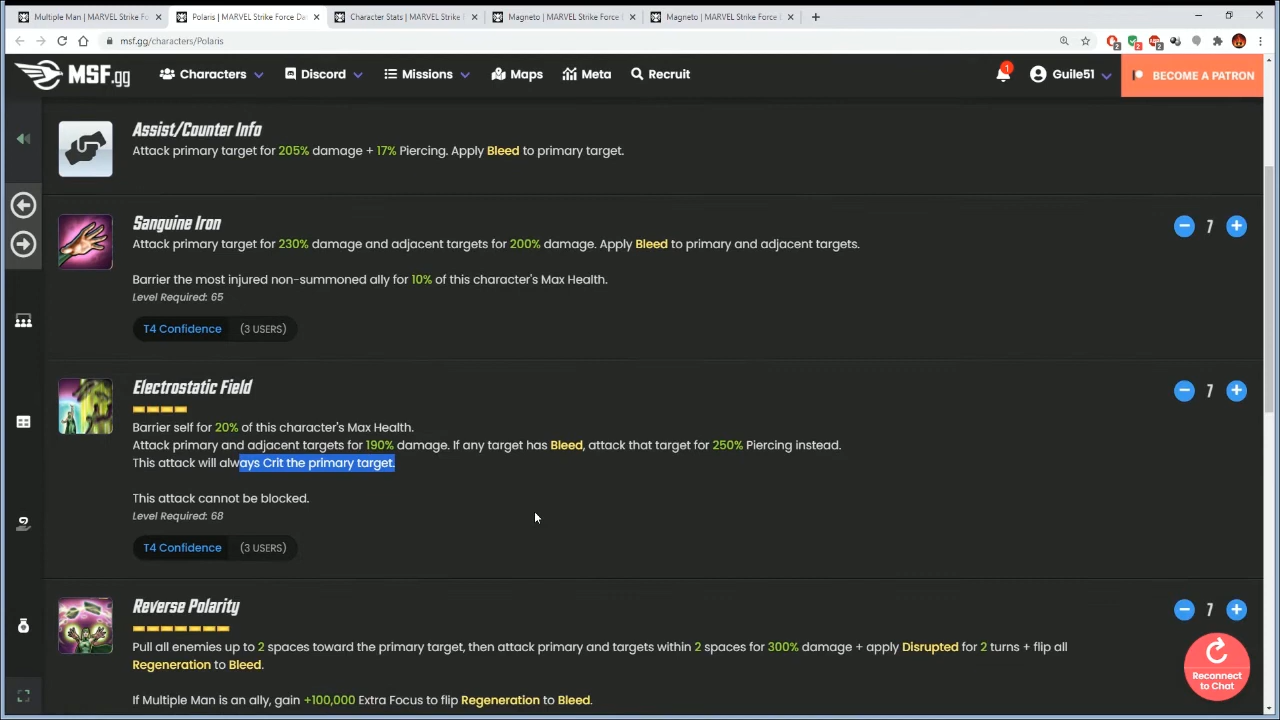 Multiple Man | MARVEL Strike Force
Polaris | MARVEL Strike Force Da
Character Stats | MARVEL Strike F
Magneto | MARVEL Strike Force
Magneto | MARVEL Strike Force
msf.gg/characters/Polaris
MSF.gg
Characters
Discord
Missions
Maps
Meta
Recruit
1
Guile51
BECOME A PATRON
Assist/Counter Info
Attack primary target for 205% damage + 17% Piercing. Apply Bleed to primary target.
Sanguine Iron
7
Attack primary target for 230% damage and adjacent targets for 200% damage. Apply Bleed to primary and adjacent targets.
Barrier the most injured non-summoned ally for 10% of this character's Max Health.
Level Required: 65
T4 Confidence (3 USERS)
Electrostatic Field
7
Barrier self for 20% of this character's Max Health.
Attack primary and adjacent targets for 190% damage. If any target has Bleed, attack that target for 250% Piercing instead.
This attack will always Crit the primary target.
This attack cannot be blocked.
Level Required: 68
T4 Confidence (3 USERS)
Reverse Polarity
7
Pull all enemies up to 2 spaces toward the primary target, then attack primary and targets within 2 spaces for 300% damage + apply Disrupted for 2 turns + flip all
Regeneration to Bleed.
If Multiple Man is an ally, gain +100,000 Extra Focus to flip Regeneration to Bleed.
Reconnect
to Chat